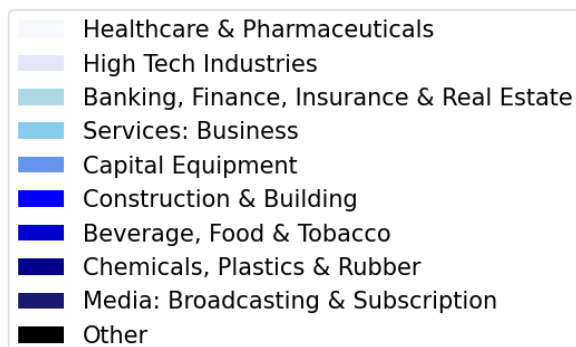 Healthcare & Pharmaceuticals
High Tech Industries
Banking, Finance, Insurance & Real Estate
Services: Business
Capital Equipment
Construction & Building
Beverage, Food & Tobacco
Chemicals, Plastics & Rubber
Media: Broadcasting & Subscription
Other